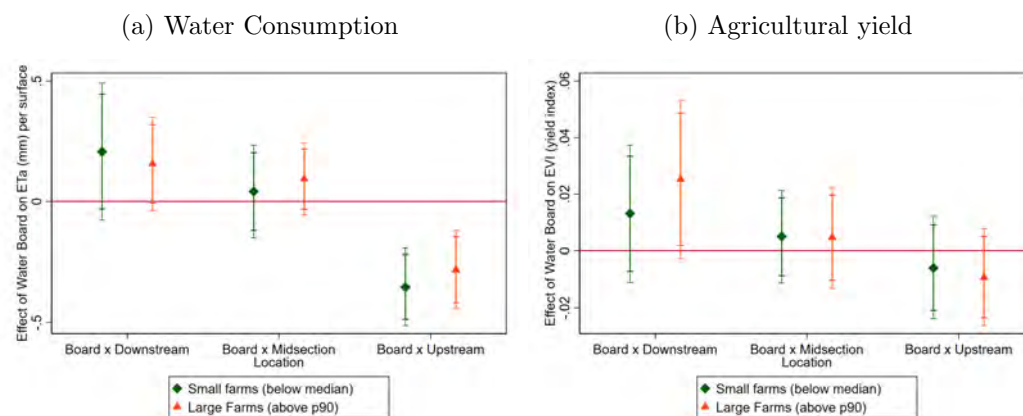 (a) Water Consumption
Effect of Water Board on ETa (mm) per surface
.5
0
-.5
Board x Downstream
Board x Midsection
Board x Upstream
Location
Small farms (below median)
Large Farms (above p90)
(b) Agricultural yield
Effect of Water Board on EVI (yield index)
.06
.04
.02
0
-.02
Board x Downstream
Board x Midsection
Board x Upstream
Location
Small farms (below median)
Large Farms (above p90)